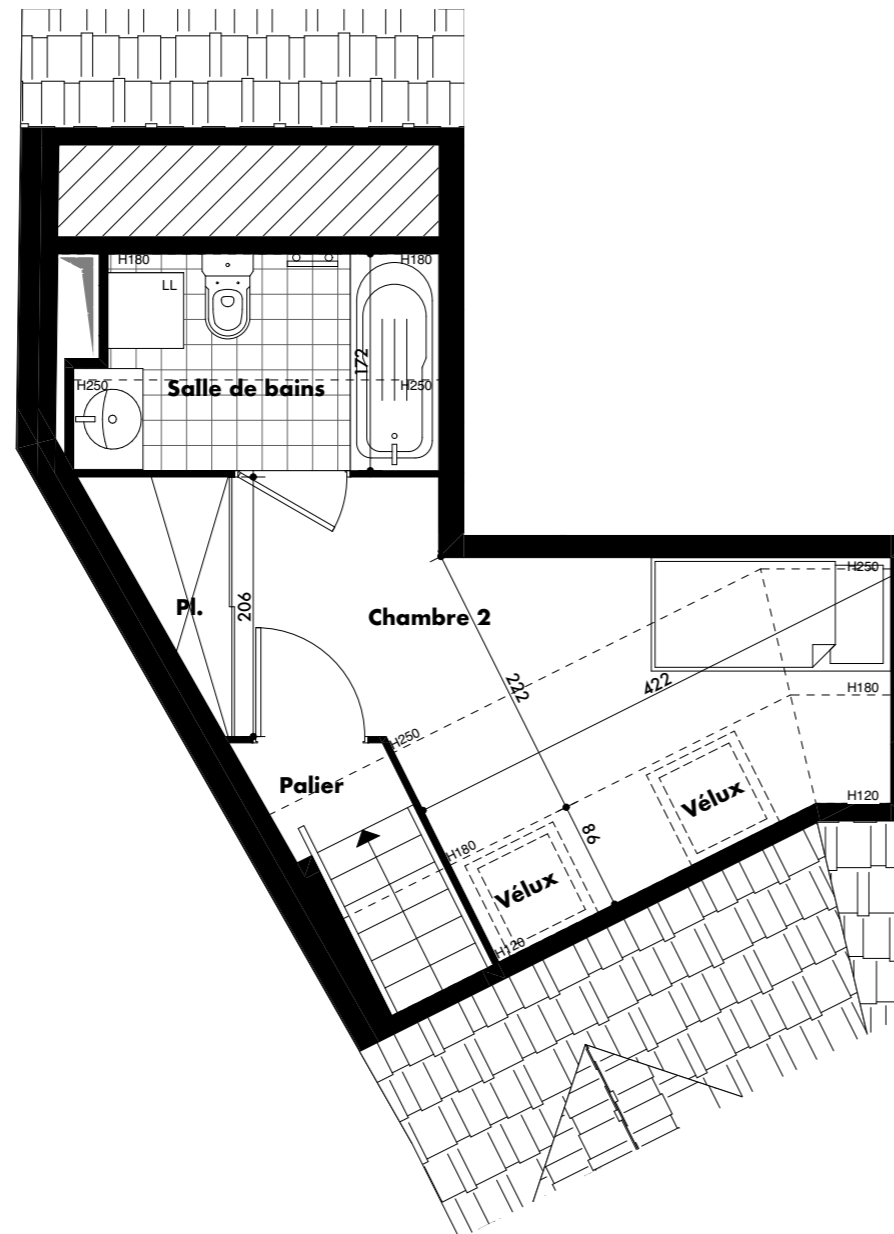 H180
H180
LL
172
H250
Salle de bains
H250
H250
Pl.
206
Chambre 2
222
422
H180
H250
Palier
Vélux
H120
86
H180
Vélux
H120